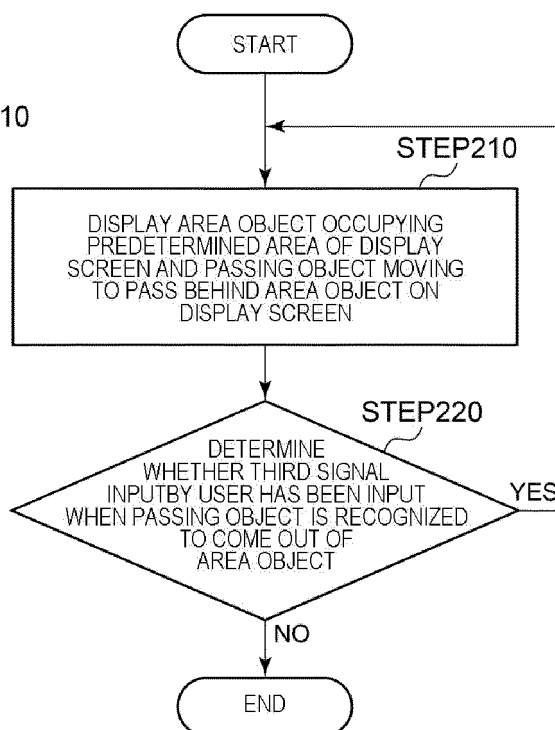 START
10
STEP210
DISPLAY AREA OBJECT OCCUPYING
PREDETERMINED AREA OF DISPLAY
SCREEN AND PASSING OBJECT MOVING
TO PASS BEHIND AREA OBJECT ON
DISPLAY SCREEN
STEP220
DETERMINE
WHETHER THIRD SIGNAL
INPUTBY USER HAS BEEN INPUT
WHEN PASSING OBJECT IS RECOGNIZED
TO COME OUT OF
AREA OBJECT
YES
NO
END